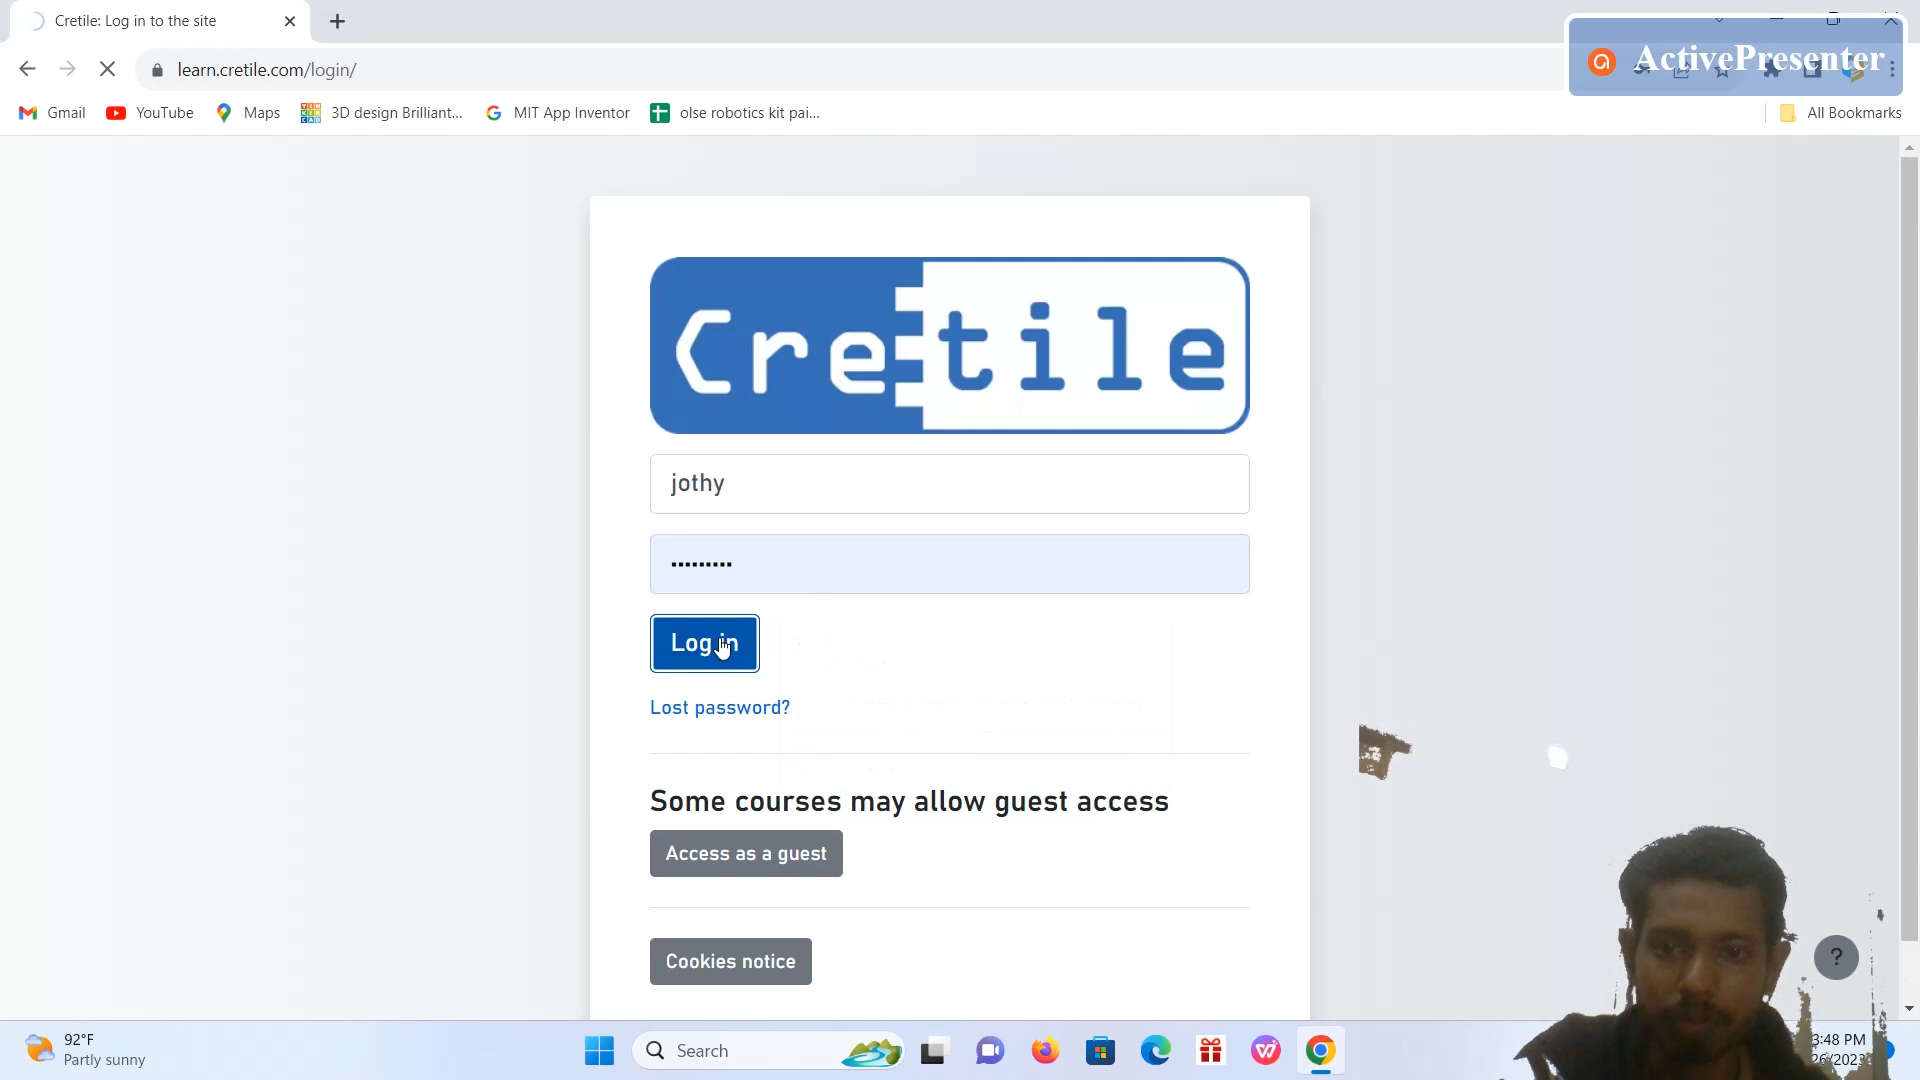 Cretile: Log in to the site
ActivePresenter
learn.cretile.com/login/
Gmail
YouTube
Maps
3D design Brilliant...
MIT App Inventor
olse robotics kit pai...
All Bookmarks
Cretile
jothy
Log in
Lost password?
Some courses may allow guest access
Access as a guest
Cookies notice
?
92°F
Partly sunny
Search
3:48 PM